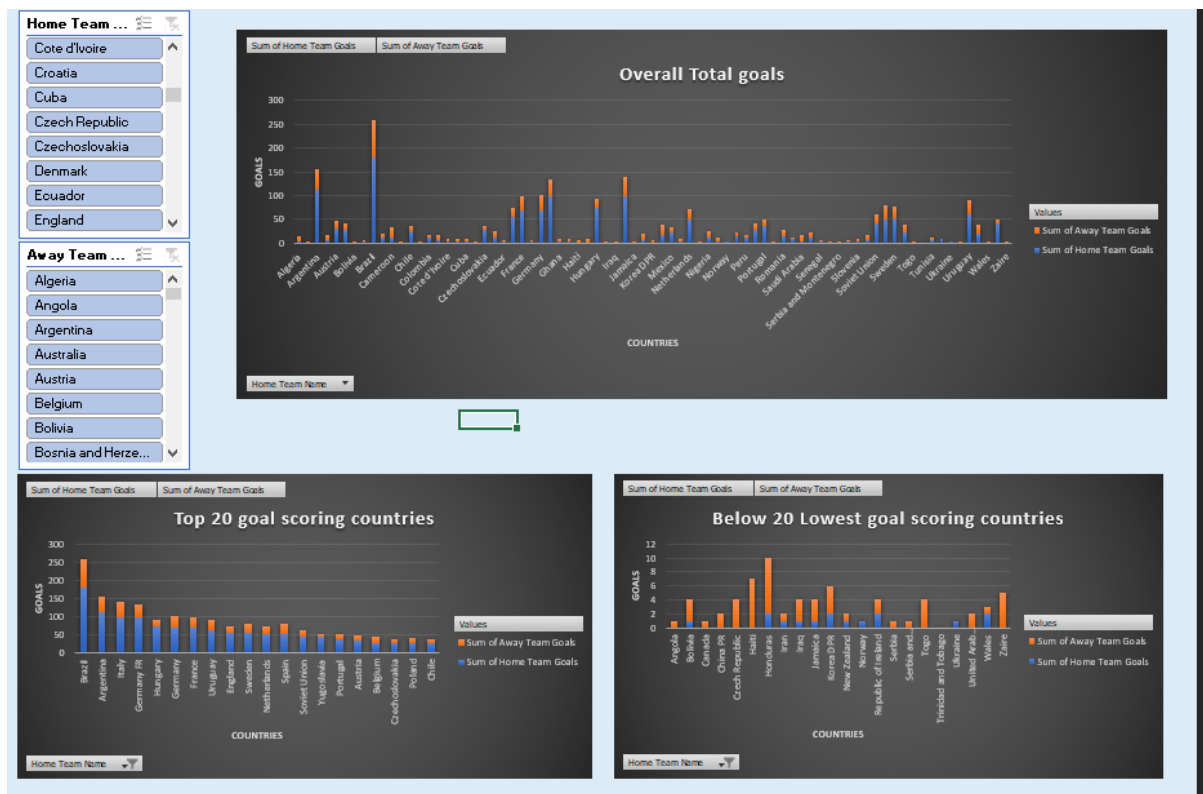 Home Team ...
Cote d'Ivoire
Croatia
Cuba
Czech Republic
Czechoslovakia
Denmark
Ecuador
England
Away Team ...
Algeria
Angola
Argentina
Australia
Austria
Belgium
Bolivia
Bosnia and Herze...
Sum of Home Team Goals
Sum of Away Team Goals
Overall Total goals
300
250
200
150
100
50
0
GOALS
Algeria
Argentina
Austria
Bolivia
Brazil
Cameroon
Chile
Colombia
Cote d'Ivoire
Cuba
Czechoslovakia
Ecuador
France
Germany
Ghana
Haiti
Hungary
Iraq
Jamaica
Korea DPR
Mexico
Netherlands
Nigeria
Norway
Peru
Portugal
Romania
Saudi Arabia
Senegal
Serbia and Montenegro
Slovenia
Soviet Union
Sweden
Togo
Tunisia
Ukraine
Uruguay
Wales
Zaire
COUNTRIES
Values
Sum of Away Team Goals
Sum of Home Team Goals
Home Team Name
Sum of Home Team Goals
Sum of Away Team Goals
Top 20 goal scoring countries
300
250
200
150
100
50
0
GOALS
Brazil
Argentina
Italy
Germany FR
Hungary
Germany
France
Uruguay
England
Sweden
Netherlands
Spain
Soviet Union
Yugoslavia
Portugal
Austria
Belgium
Czechoslovakia
Poland
Chile
COUNTRIES
Values
Sum of Away Team Goals
Sum of Home Team Goals
Home Team Name
Sum of Home Team Goals
Sum of Away Team Goals
Below 20 Lowest goal scoring countries
12
10
8
6
4
2
0
GOALS
Angola
Bolivia
Canada
China PR
Czech Republic
Haiti
Honduras
Iran
Iraq
Jamaica
Korea DPR
New Zealand
Norway
Republic of Ireland
Serbia
Serbia and...
Togo
Trinidad and Tobago
Ukraine
United Arab...
Wales
Zaire
COUNTRIES
Values
Sum of Away Team Goals
Sum of Home Team Goals
Home Team Name